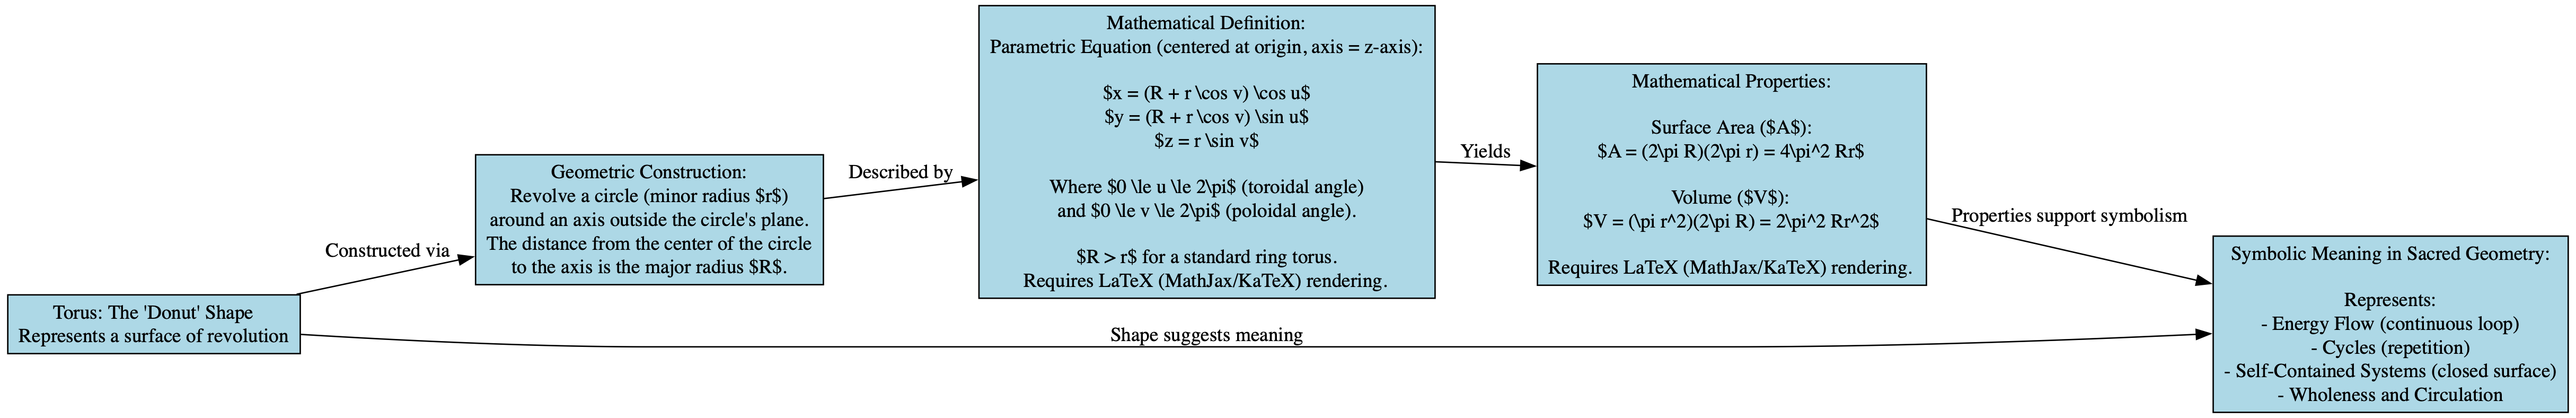 Torus: The 'Donut' Shape
Represents a surface of revolution
Constructed via
Geometric Construction:
Revolve a circle (minor radius $r$)
around an axis outside the circle's plane.
The distance from the center of the circle
to the axis is the major radius $R$.
Described by
Mathematical Definition:
Parametric Equation (centered at origin, axis = z-axis):
$x = (R + r \cos v) \cos u$
$y = (R + r \cos v) \sin u$
$z = r \sin v$
Where $0 \le u \le 2\pi$ (toroidal angle)
and $0 \le v \le 2\pi$ (poloidal angle).
$R > r$ for a standard ring torus.
Requires LaTeX (MathJax/KaTeX) rendering.
Yields
Mathematical Properties:
Surface Area ($A$):
$A = (2\pi R)(2\pi r) = 4\pi^2 Rr$
Volume ($V$):
$V = (\pi r^2)(2\pi R) = 2\pi^2 Rr^2$
Requires LaTeX (MathJax/KaTeX) rendering.
Properties support symbolism
Shape suggests meaning
Symbolic Meaning in Sacred Geometry:
Represents:
- Energy Flow (continuous loop)
- Cycles (repetition)
- Self-Contained Systems (closed surface)
- Wholeness and Circulation